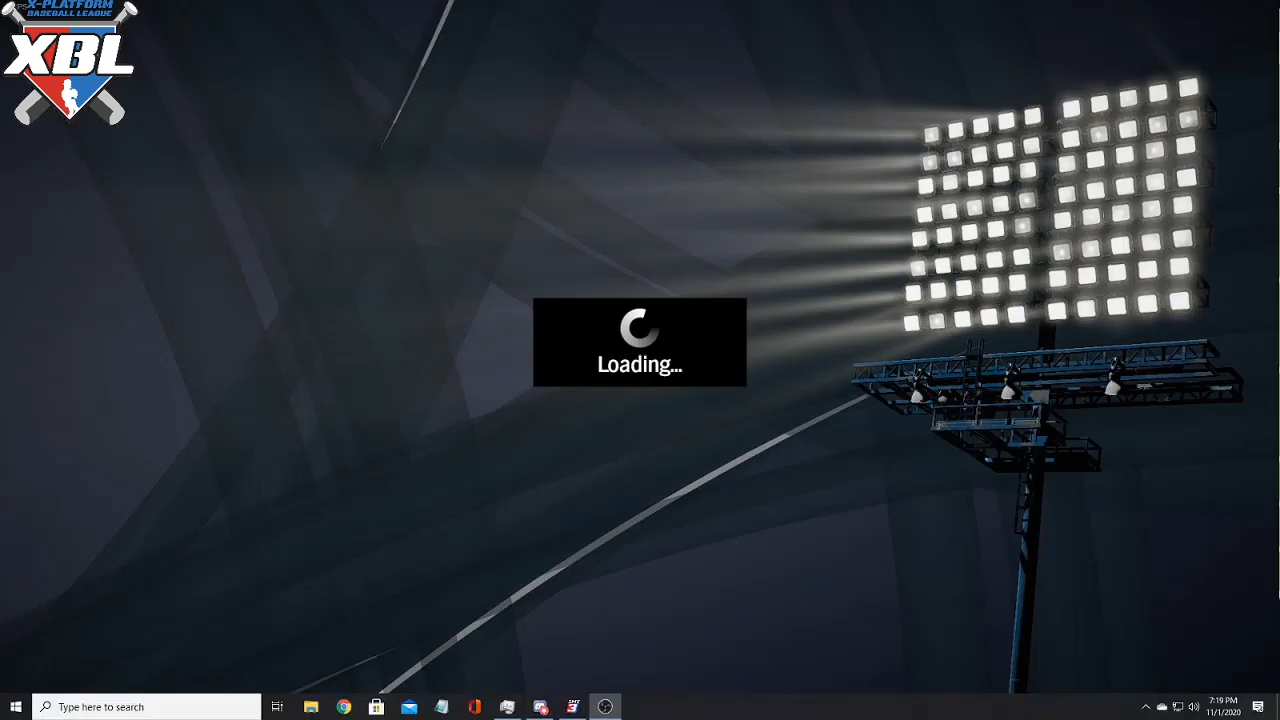 X-PLATFORM
BASEBALL LEAGUE
XBL
Loading...
Type here to search
7:19 PM
11/1/2020